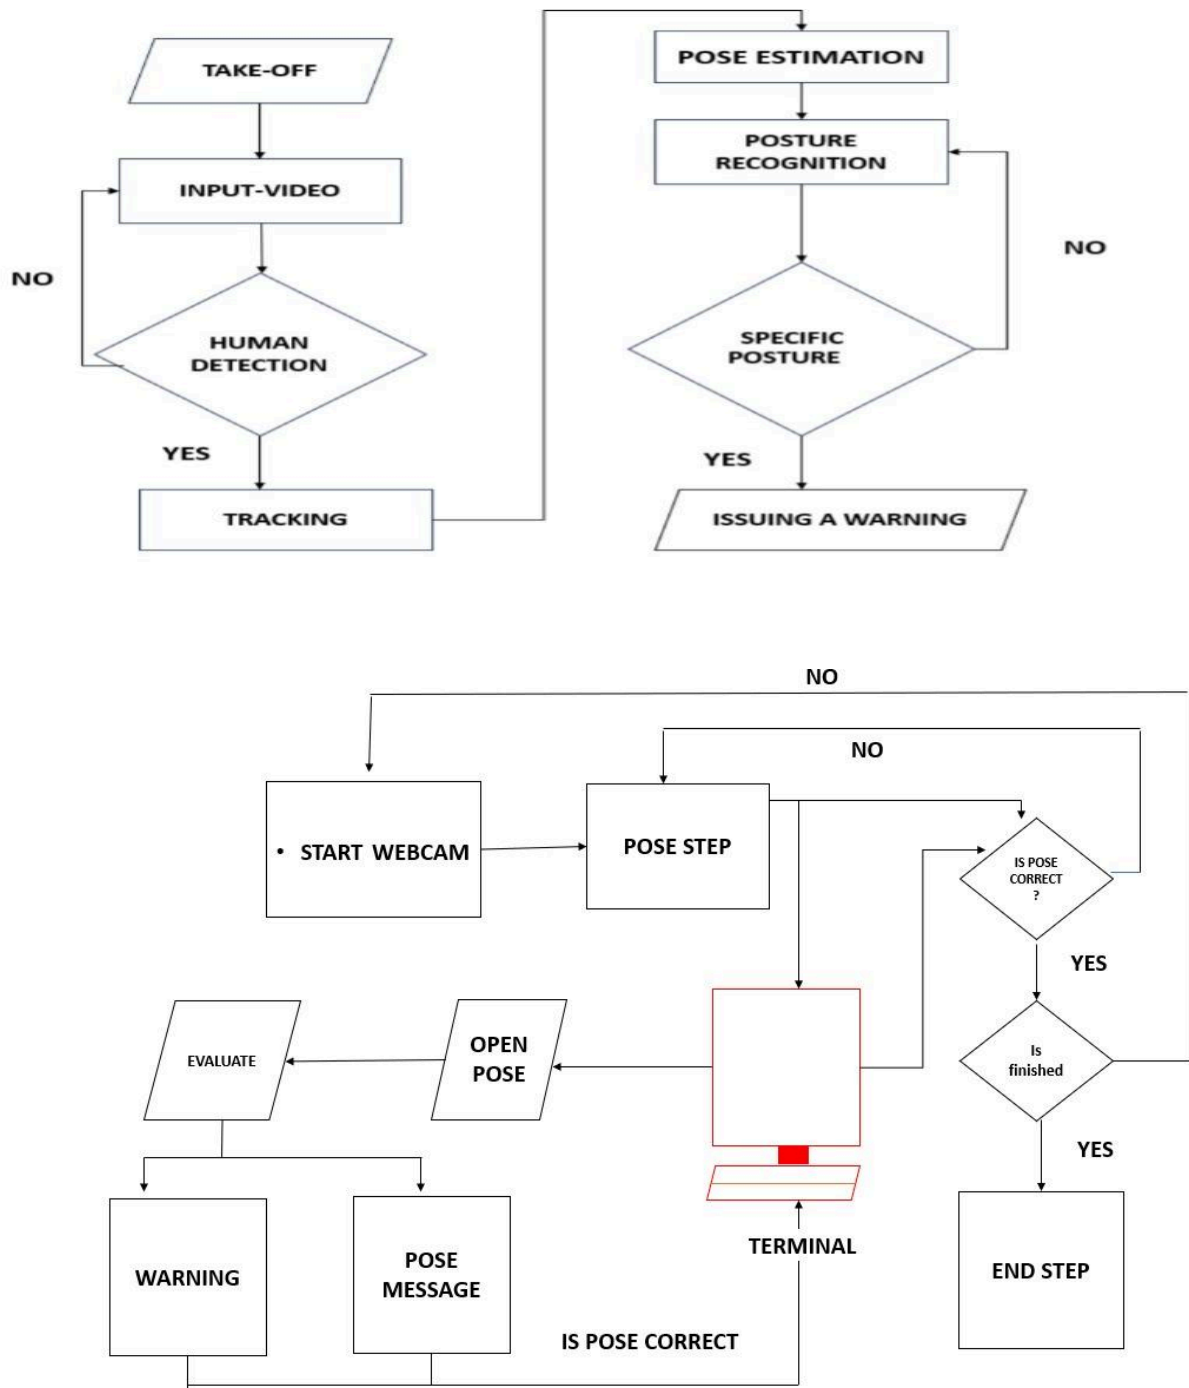 TAKE-OFF
INPUT-VIDEO
NO
HUMAN
DETECTION
YES
TRACKING
POSE ESTIMATION
POSTURE
RECOGNITION
NO
SPECIFIC
POSTURE
YES
ISSUING A WARNING
NO
NO
• START WEBCAM
POSE STEP
IS POSE
CORRECT
?
YES
EVALUATE
OPEN
POSE
Is
finished
YES
WARNING
POSE
MESSAGE
TERMINAL
END STEP
IS POSE CORRECT